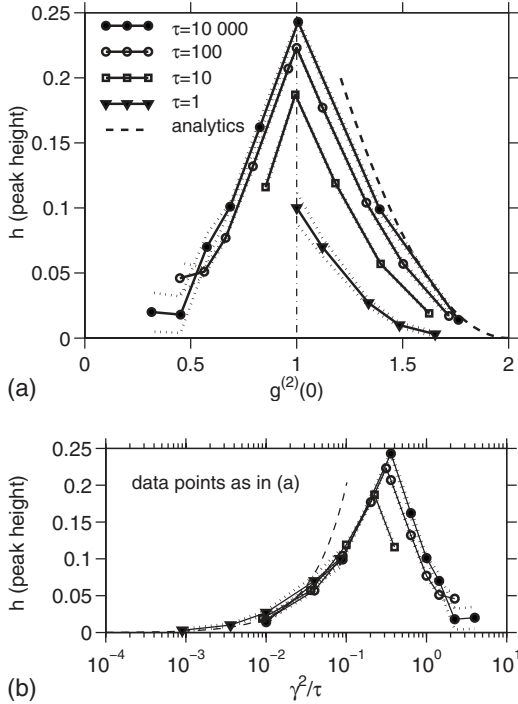 0.25
0.2
0.15
0.1
0.05
0
h (peak height)
τ=10 000
τ=100
τ=10
τ=1
analytics
0 0.5 1 1.5 2
(a) g⁽²⁾(0)
0.25
0.2
0.15
0.1
0.05
0
h (peak height)
data points as in (a)
10⁻⁴ 10⁻³ 10⁻² 10⁻¹ 10⁰ 10¹
(b) γ²/τ